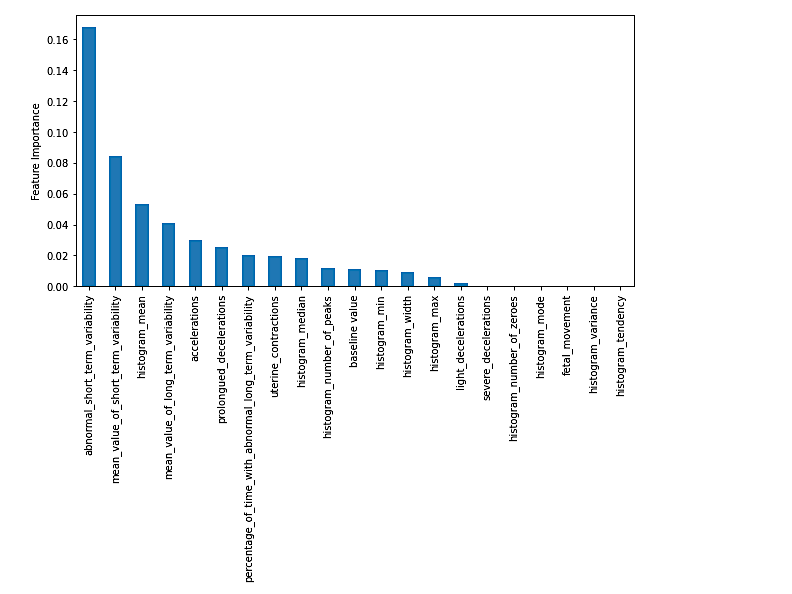 Feature Importance
0.16
0.14
0.12
0.10
0.08
0.06
0.04
0.02
0.00
abnormal_short_term_variability
mean_value_of_short_term_variability
histogram_mean
mean_value_of_long_term_variability
accelerations
prolongued_decelerations
percentage_of_time_with_abnormal_long_term_variability
uterine_contractions
histogram_median
histogram_number_of_peaks
baseline value
histogram_min
histogram_width
histogram_max
light_decelerations
severe_decelerations
histogram_number_of_zeroes
histogram_mode
fetal_movement
histogram_variance
histogram_tendency